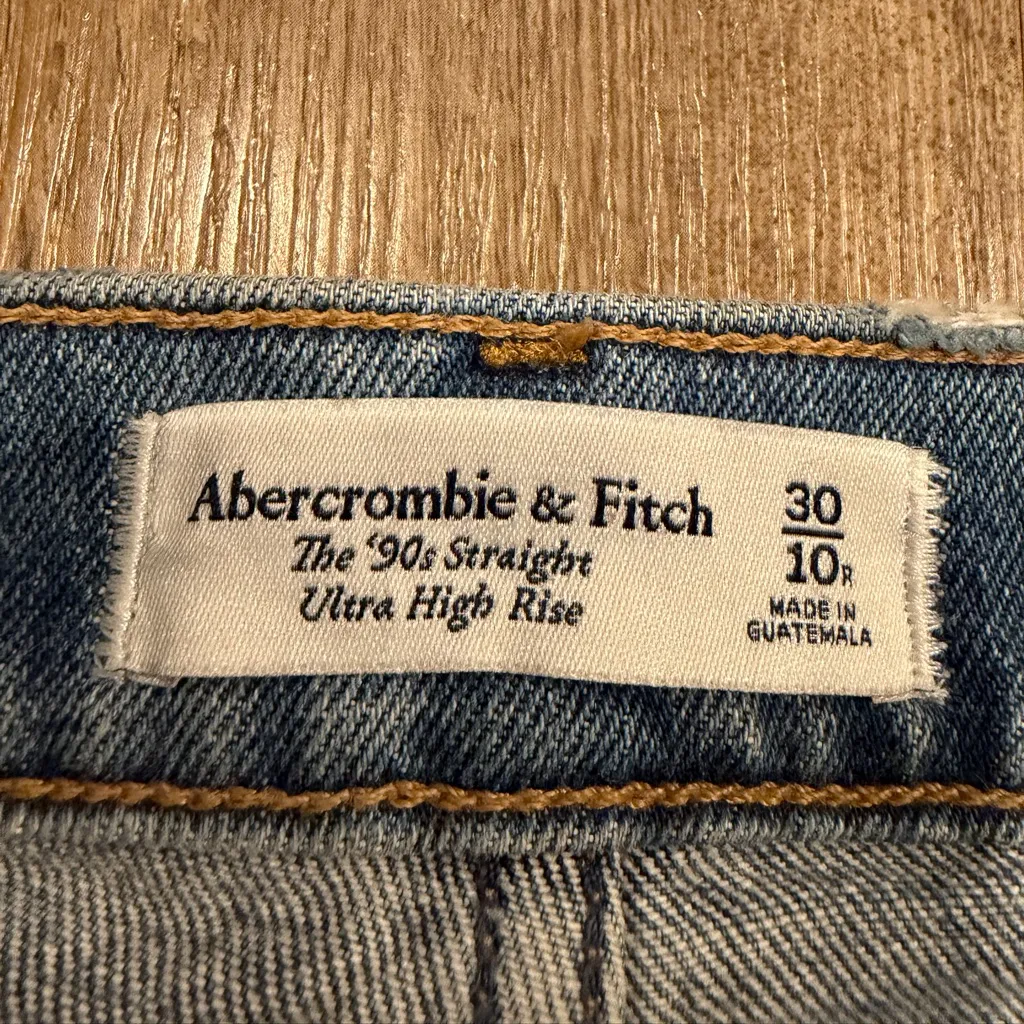 Abercrombie & Fitch
The ‘90s Straight
Ultra High Rise
30
10R
MADE IN
GUATEMALA